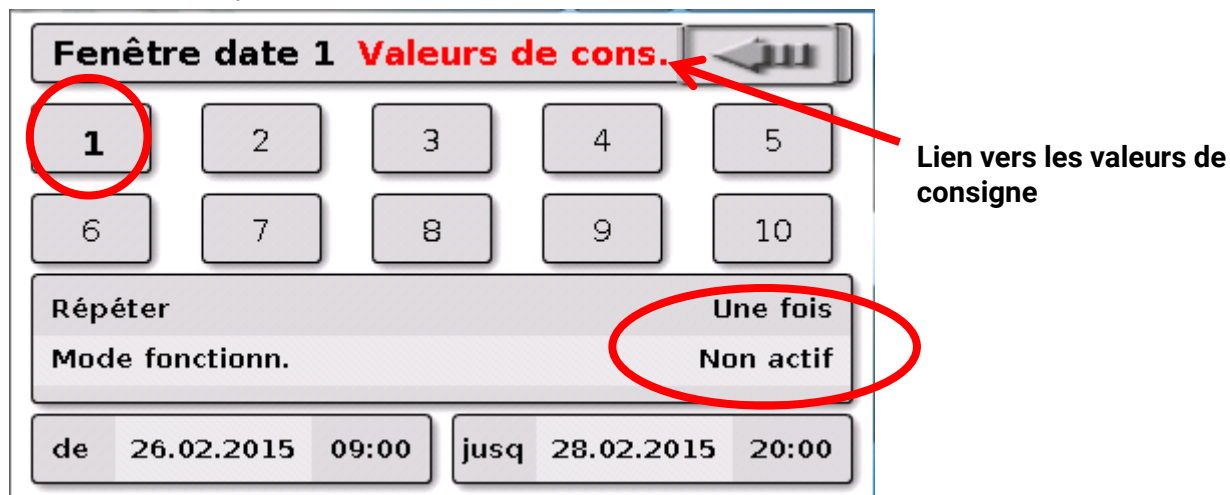 Fenêtre date 1 Valeurs de cons.
1 2 3 4 5
Lien vers les valeurs de
consigne
6 7 8 9 10
Répéter Une fois
Mode fonctionn. Non actif
de 26.02.2015 09:00 jusq 28.02.2015 20:00